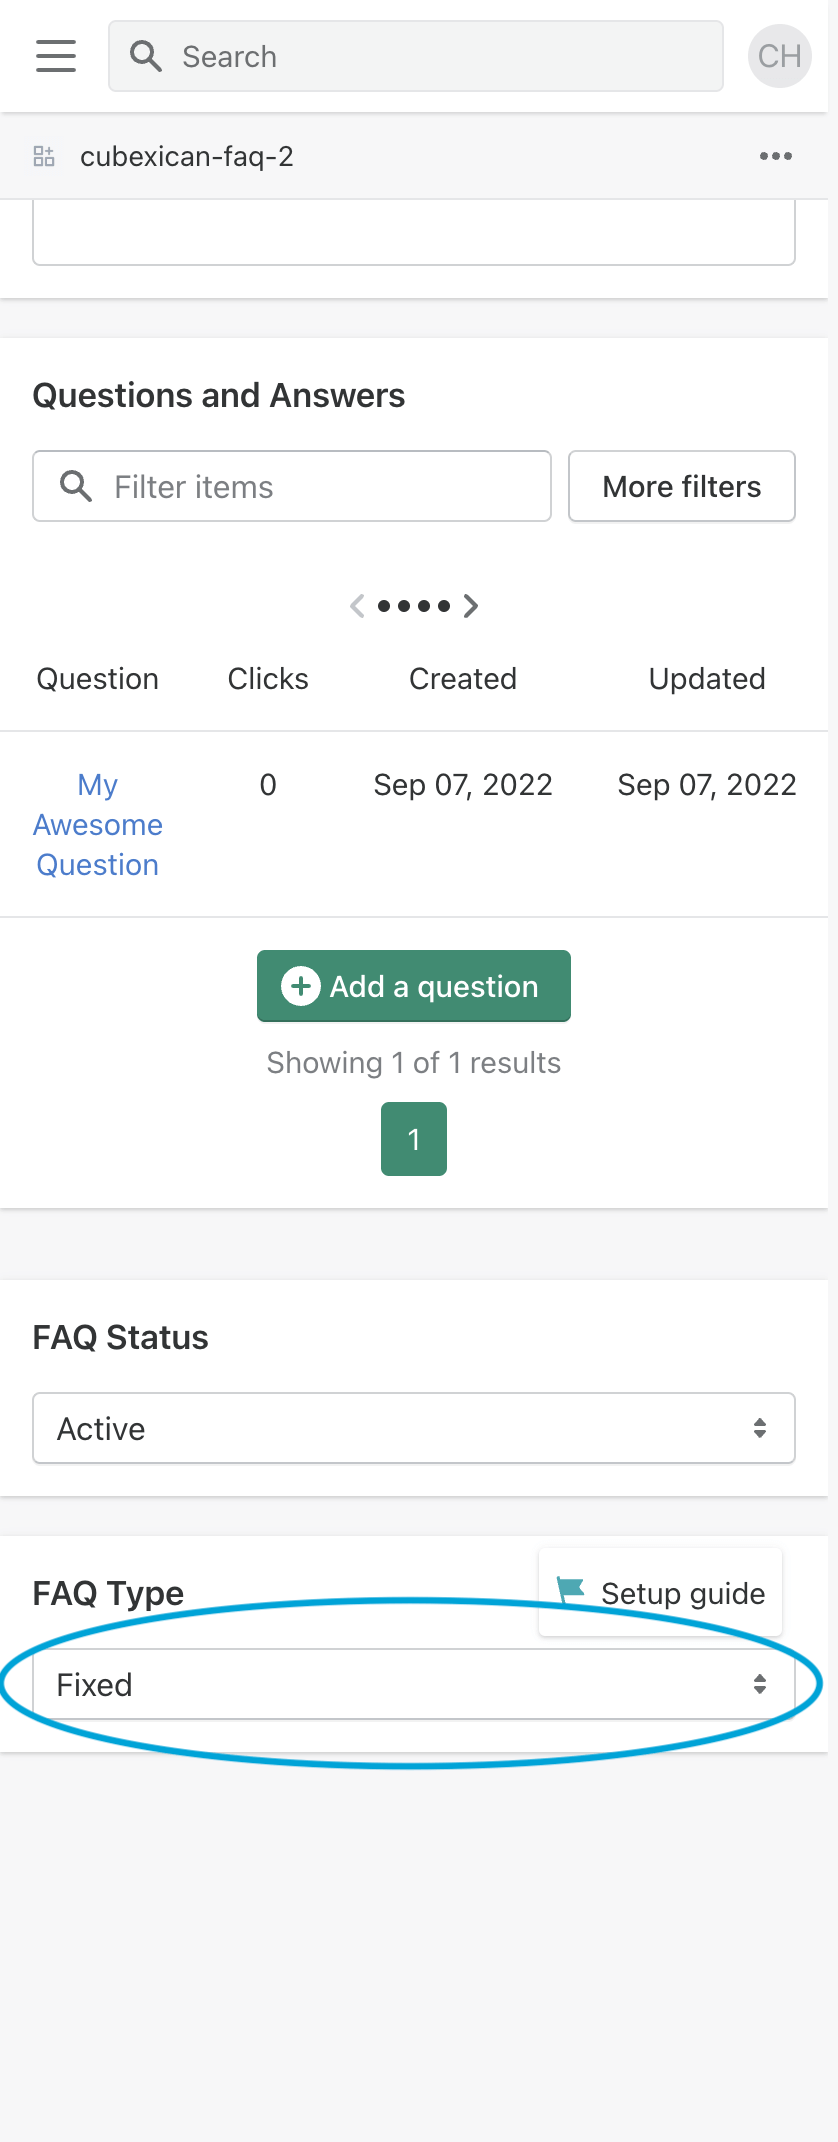 Search
CH
cubexican-faq-2
Questions and Answers
Filter items
More filters
Question Clicks Created Updated
My 0 Sep 07, 2022 Sep 07, 2022
Awesome
Question
Add a question
Showing 1 of 1 results
1
FAQ Status
Active
FAQ Type
Setup guide
Fixed